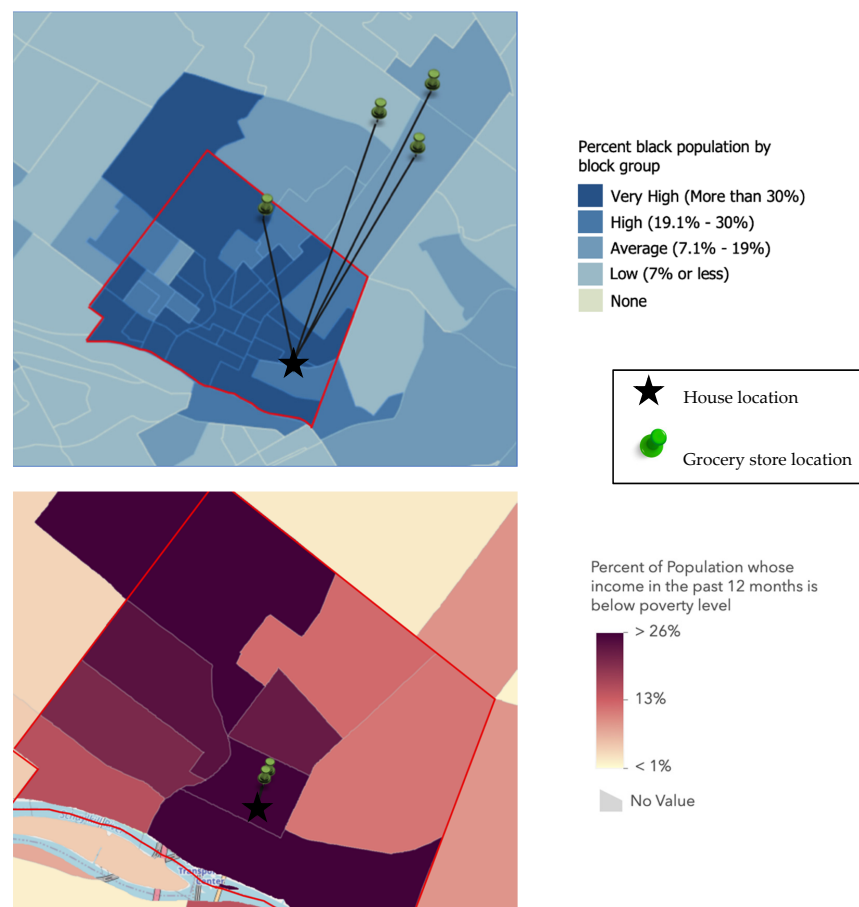 Percent black population by
block group
Very High (More than 30%)
High (19.1% - 30%)
Average (7.1% - 19%)
Low (7% or less)
None
House location
Grocery store location
Percent of Population whose
income in the past 12 months is
below poverty level
> 26%
13%
< 1%
No Value
Center